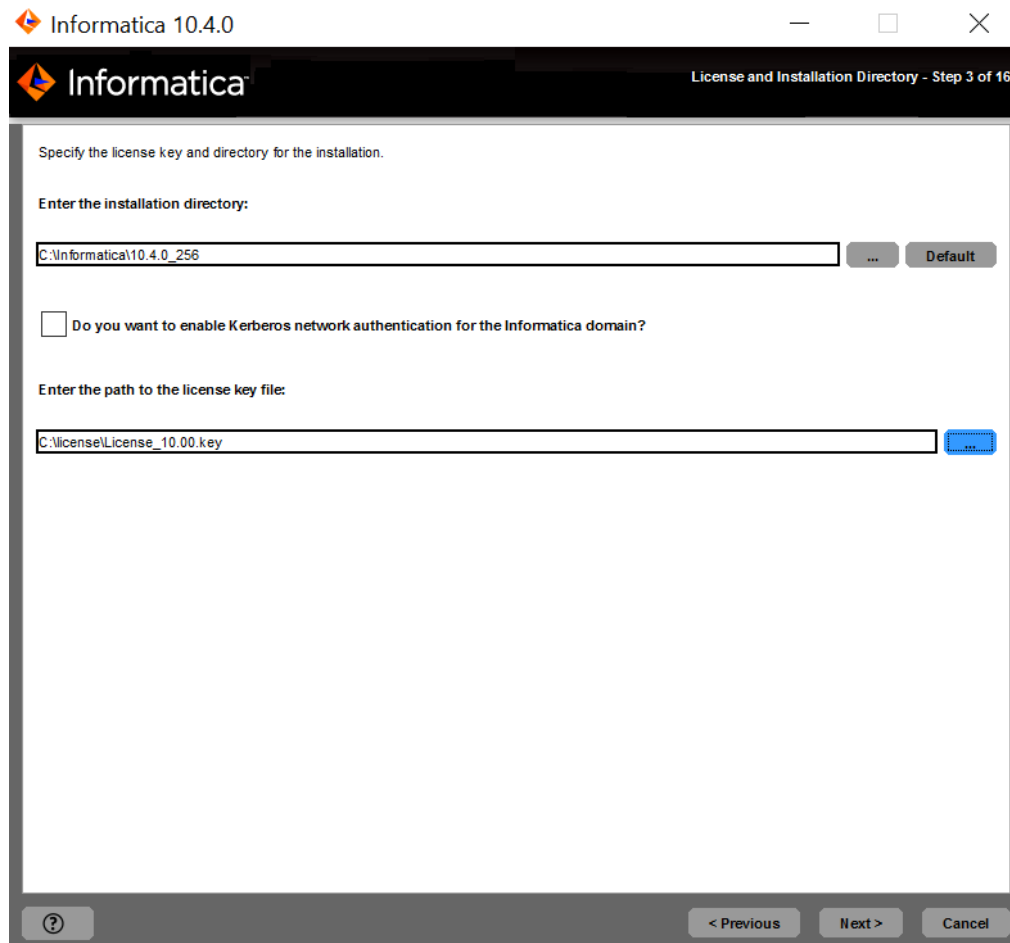 Informatica 10.4.0
Informatica
License and Installation Directory - Step 3 of 16
Specify the license key and directory for the installation.
Enter the installation directory:
C:\Informatica\10.4.0_256
...
Default
Do you want to enable Kerberos network authentication for the Informatica domain?
Enter the path to the license key file:
C:\license\License_10.00.key
...
?
< Previous
Next >
Cancel